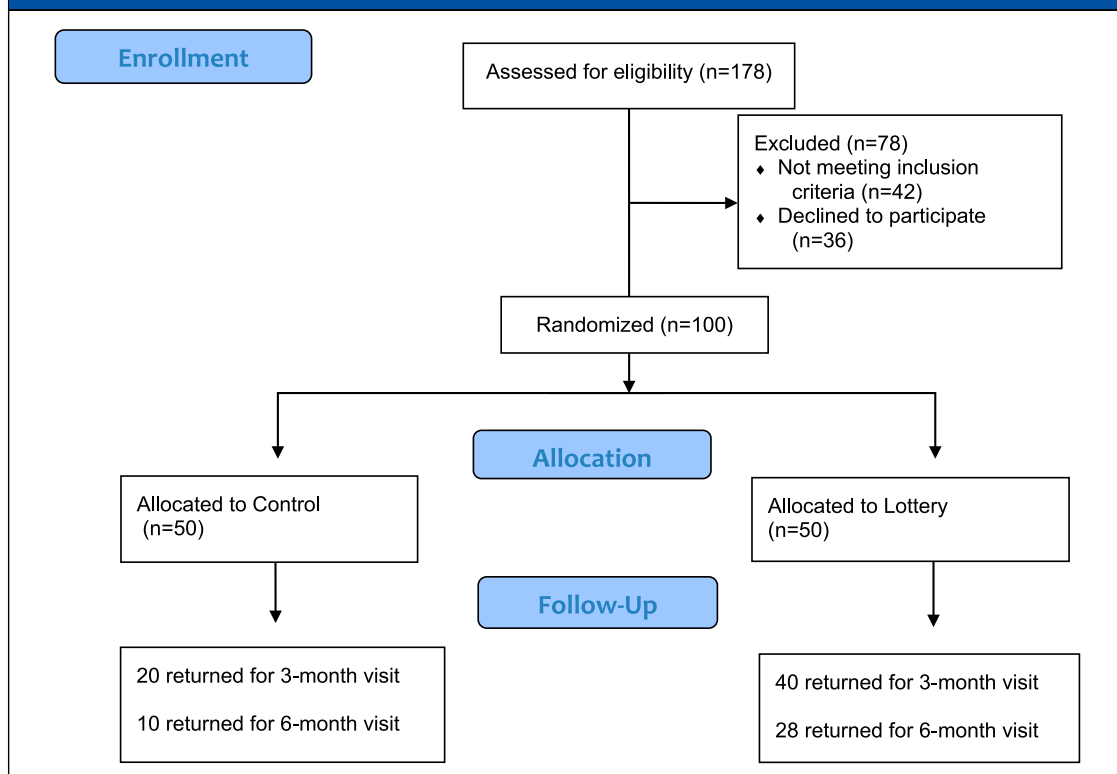 Enrollment
Assessed for eligibility (n=178)
Excluded (n=78)
♦ Not meeting inclusion
criteria (n=42)
♦ Declined to participate
(n=36)
Randomized (n=100)
Allocation
Allocated to Control
(n=50)
Allocated to Lottery
(n=50)
Follow-Up
20 returned for 3-month visit
10 returned for 6-month visit
40 returned for 3-month visit
28 returned for 6-month visit